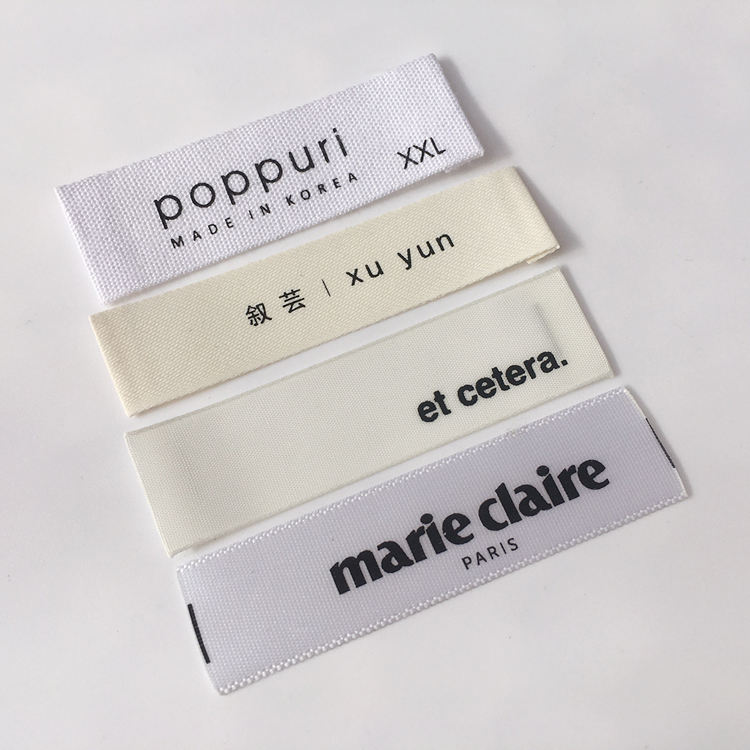 poppuri XXL
MADE IN KOREA
叙芸 | xu yun
et cetera.
marie claire
PARIS